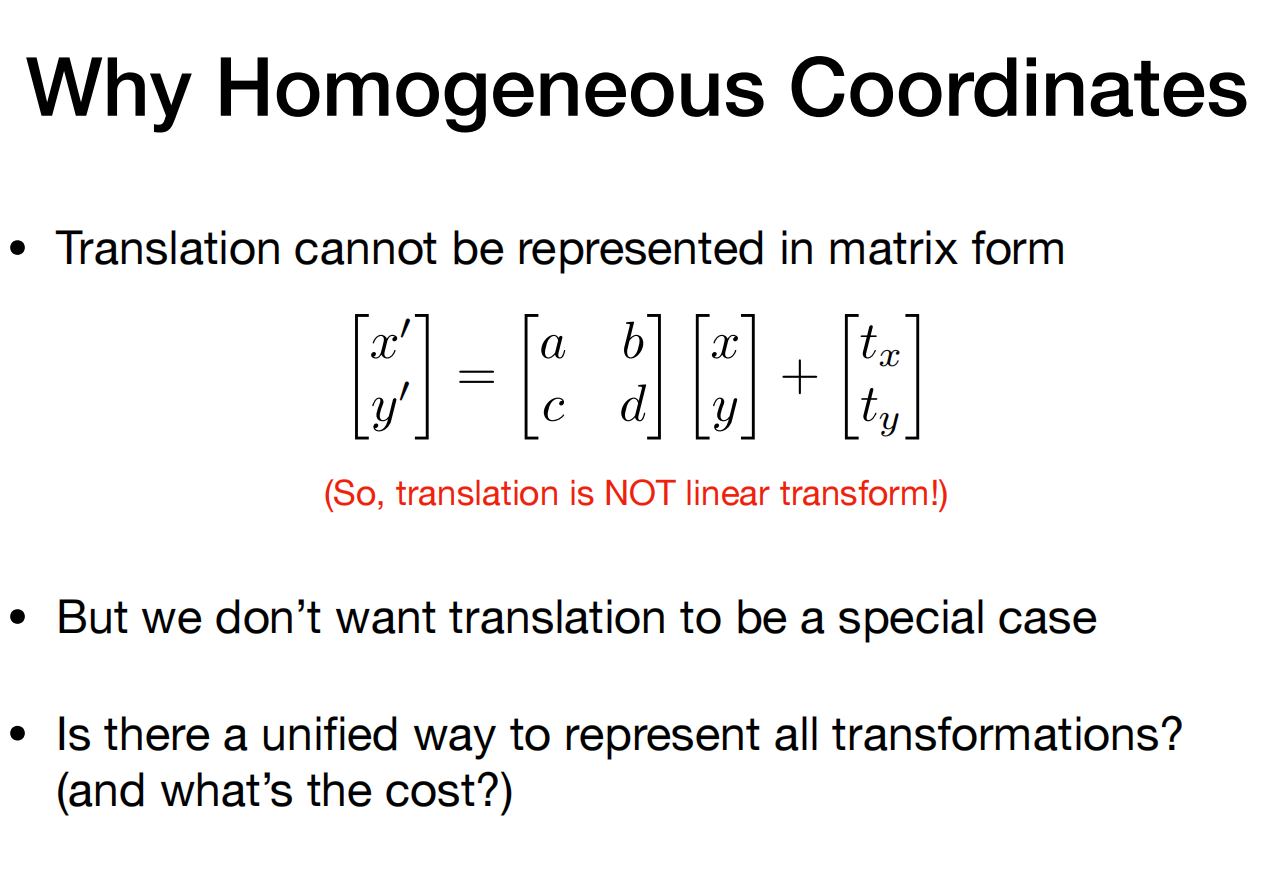 Why Homogeneous Coordinates
• Translation cannot be represented in matrix form
$$\begin{bmatrix} x' \\ y' \end{bmatrix} = \begin{bmatrix} a & b \\ c & d \end{bmatrix} \begin{bmatrix} x \\ y \end{bmatrix} + \begin{bmatrix} t_x \\ t_y \end{bmatrix}$$
(So, translation is NOT linear transform!)
• But we don’t want translation to be a special case
• Is there a unified way to represent all transformations?
(and what’s the cost?)